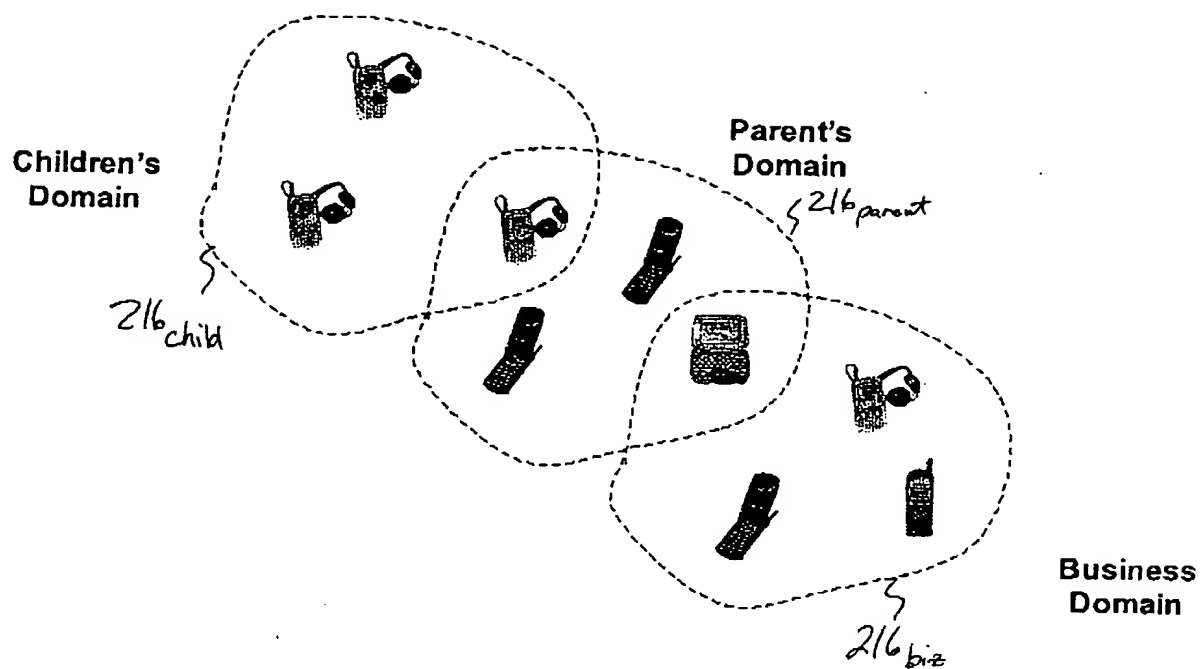 Children's
Domain
Parent's
Domain
216parent
216child
Business
Domain
216biz